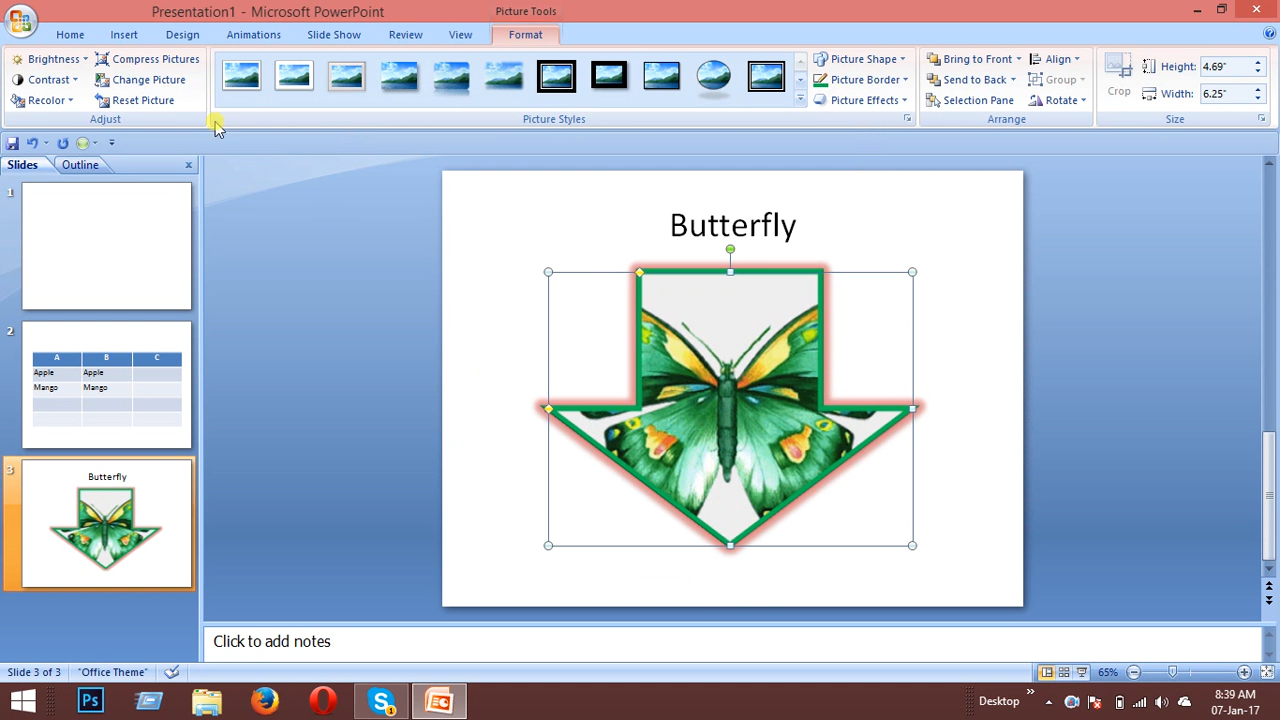 Presentation1 - Microsoft PowerPoint
Picture Tools
Home
Insert
Design
Animations
Slide Show
Review
View
Format
Brightness
Compress Pictures
Contrast
Change Picture
Recolor
Reset Picture
Adjust
Picture Styles
Picture Shape
Picture Border
Picture Effects
Bring to Front
Send to Back
Selection Pane
Align
Group
Rotate
Arrange
Crop
Height: 4.69"
Width: 6.25"
Size
Slides
Outline
1
2
A B C
Apple Apple
Mango Mango
3
Butterfly
Butterfly
Click to add notes
Slide 3 of 3
"Office Theme"
65%
Ps
S
1
Desktop
8:39 AM
07-Jan-17